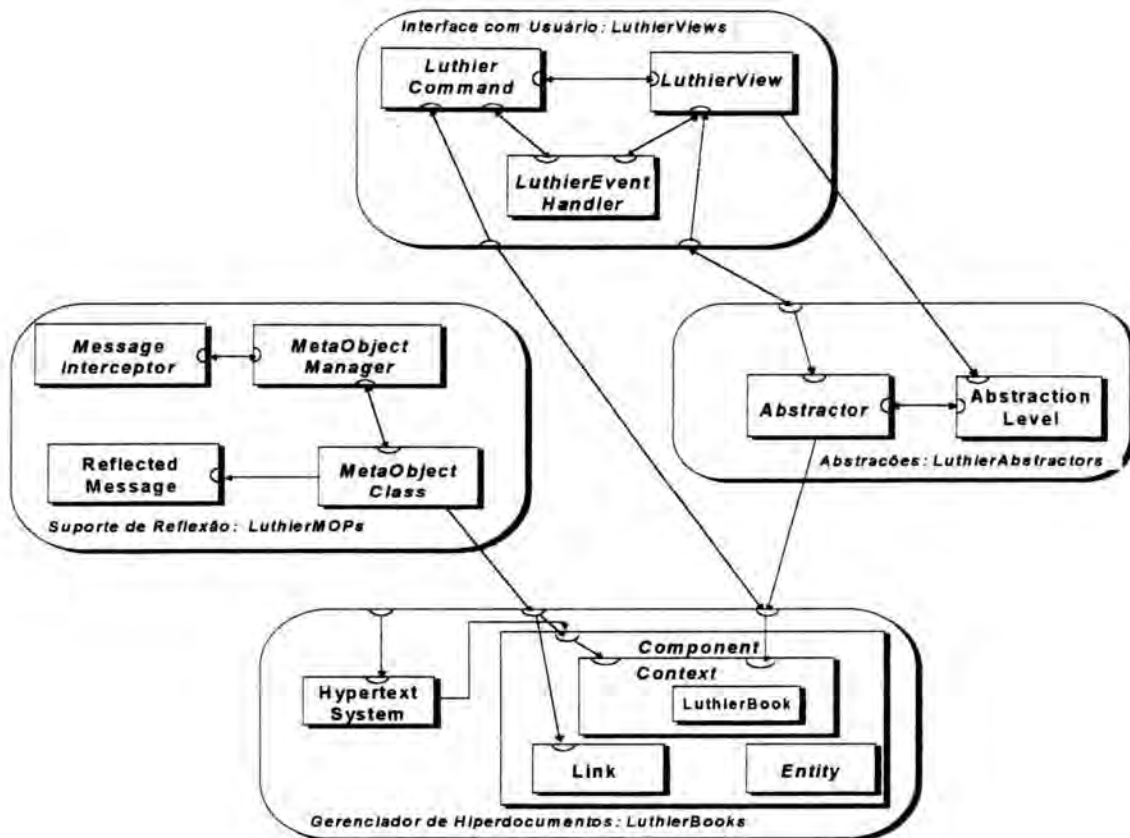 Interface com Usuário: LuthierViews
Luthier
Command
LuthierView
LuthierEvent
Handler
Message
Interceptor
MetaObject
Manager
Reflected
Message
MetaObject
Class
Suporte de Reflexão: LuthierMOPs
Abstractor
Abstraction
Level
Abstracões: LuthierAbstractors
Component
Context
LuthierBook
Hypertext
System
Link
Entity
Gerenciador de Hiperdocumentos: LuthierBooks